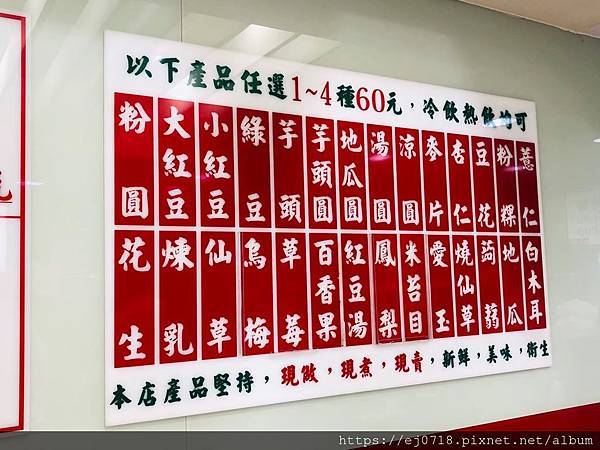 以下產品任選1~4種60元，冷飲熱飲均可
粉圓 大紅豆 小紅豆 綠豆 芋頭 芋頭圓 地瓜圓 湯圓 涼圓 麥片 杏仁 豆花 粉粿 薏仁
花生 煉乳 仙草 烏梅 草莓 百香果 紅豆湯 鳳梨 米苔目 愛玉 燒仙草 蒟蒻 地瓜 白木耳
本店產品堅持，現做，現煮，現賣，新鮮，美味，衛生
https://ej0718.pixnet.net/album